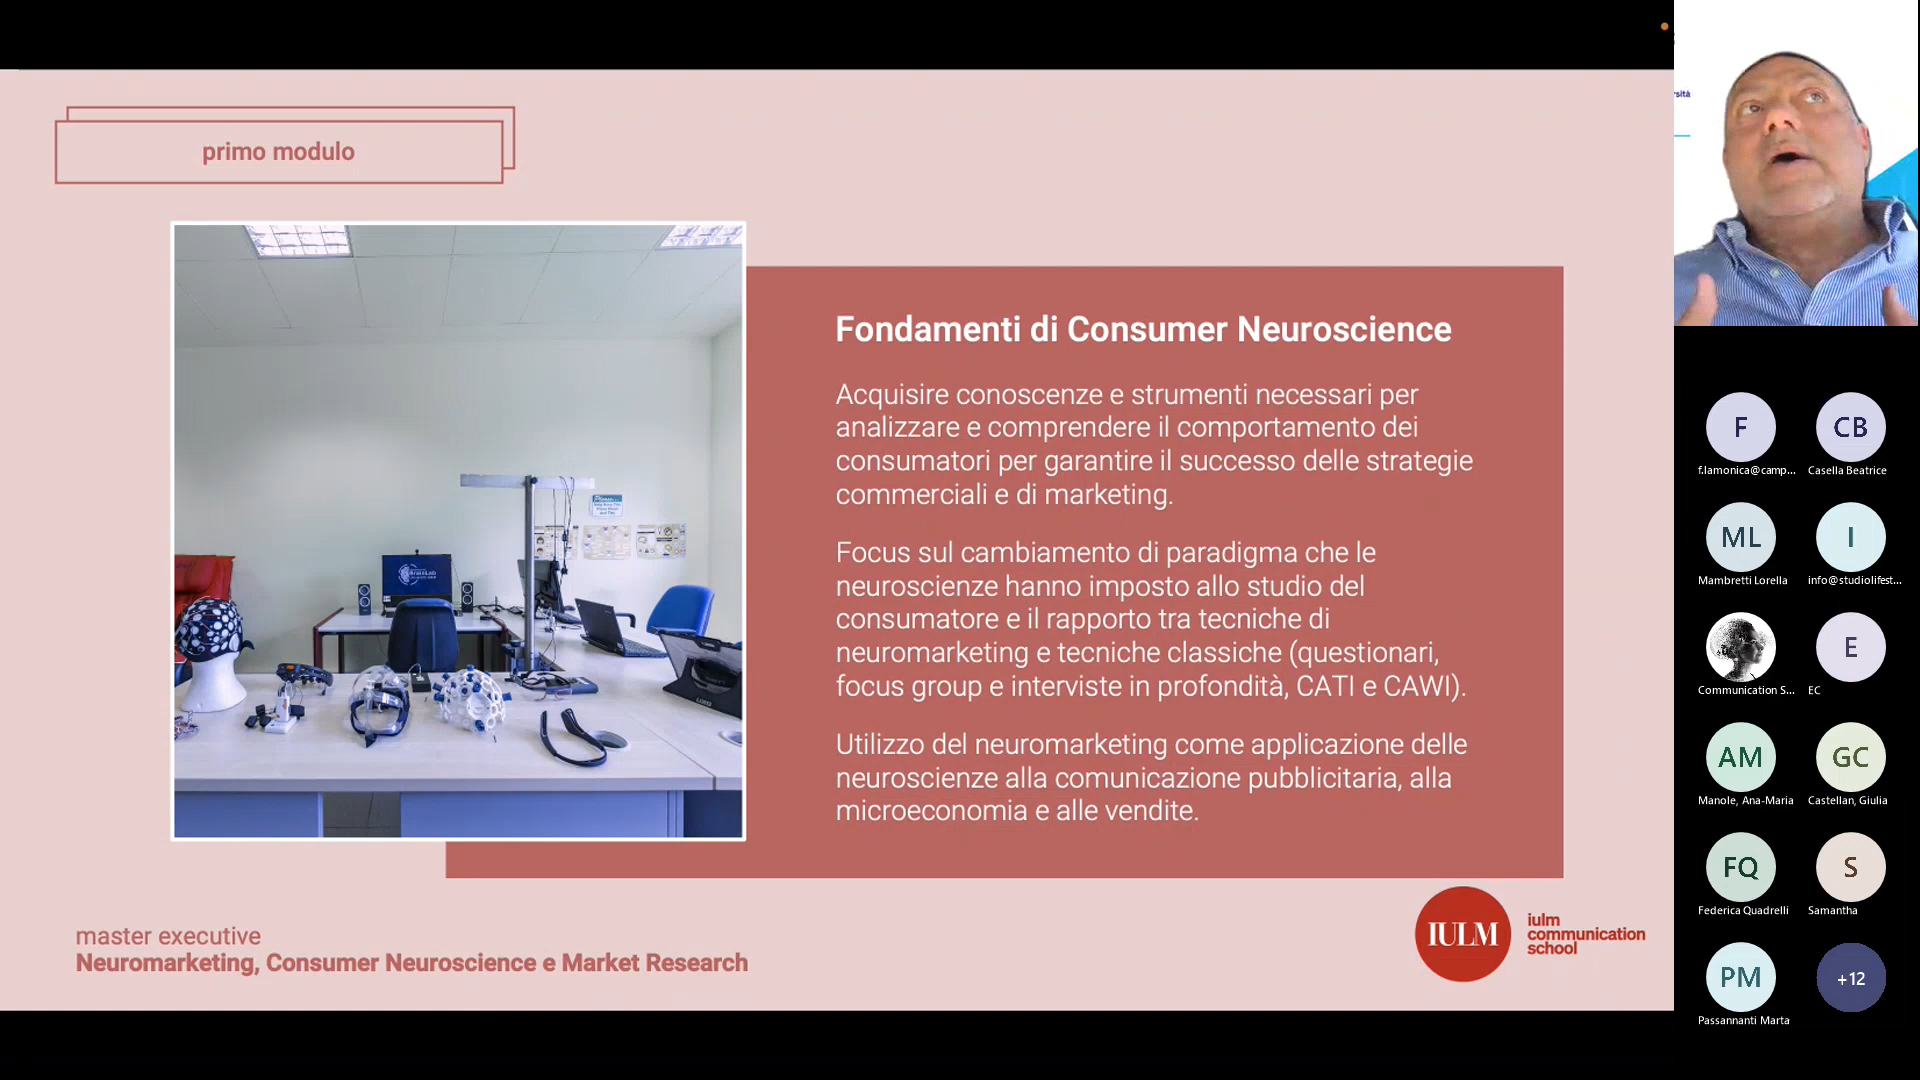 primo modulo
Fondamenti di Consumer Neuroscience
Acquisire conoscenze e strumenti necessari per
analizzare e comprendere il comportamento dei
consumatori per garantire il successo delle strategie
commerciali e di marketing.
Focus sul cambiamento di paradigma che le
neuroscienze hanno imposto allo studio del
consumatore e il rapporto tra tecniche di
neuromarketing e tecniche classiche (questionari,
focus group e interviste in profondità, CATI e CAWI).
Utilizzo del neuromarketing come applicazione delle
neuroscienze alla comunicazione pubblicitaria, alla
microeconomia e alle vendite.
BrainLab
master executive
Neuromarketing, Consumer Neuroscience e Market Research
IULM
iulm
communication
school
rsità
F
f.lamonica@camp...
CB
Casella Beatrice
ML
Mambretti Lorella
I
info@studiolifest...
Communication S...
E
EC
AM
Manole, Ana-Maria
GC
Castellan, Giulia
FQ
Federica Quadrelli
S
Samantha
PM
Passannanti Marta
+12